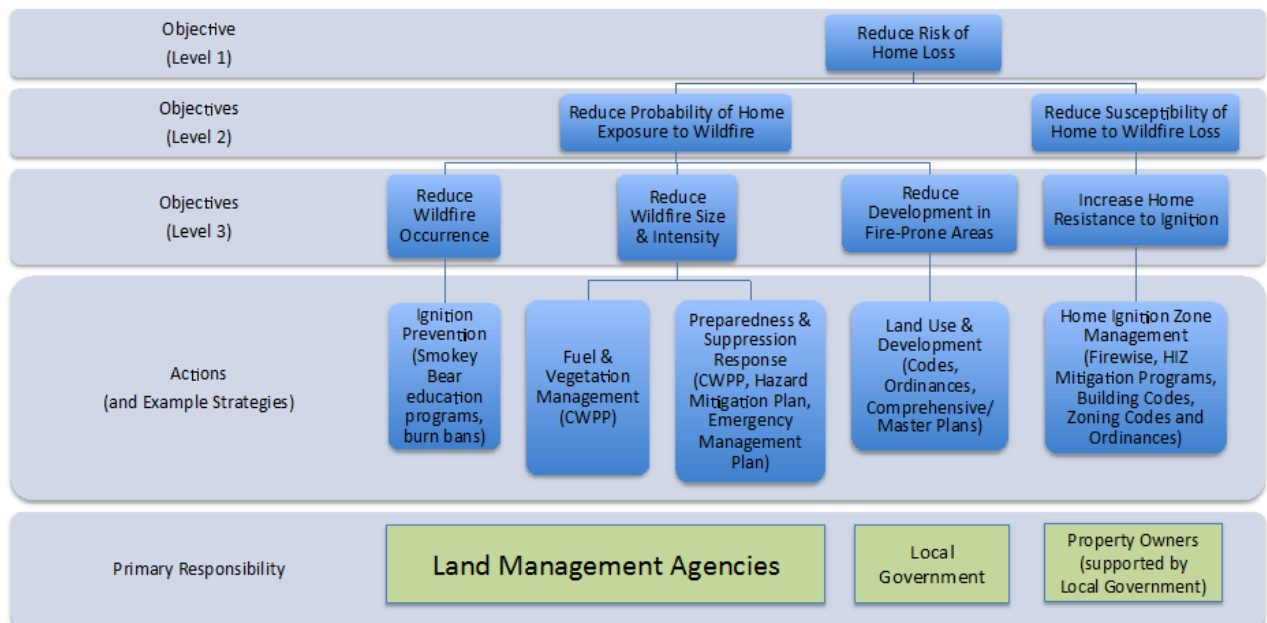 Objective
(Level 1)
Reduce Risk of
Home Loss
Objectives
(Level 2)
Reduce Probability of Home
Exposure to Wildfire
Reduce Susceptibility of
Home to Wildfire Loss
Objectives
(Level 3)
Reduce
Wildfire
Occurrence
Reduce
Wildfire Size
& Intensity
Reduce
Development in
Fire-Prone Areas
Increase Home
Resistance to Ignition
Actions
(and Example Strategies)
Ignition
Prevention
(Smokey
Bear
education
programs,
burn bans)
Fuel &
Vegetation
Management
(CWPP)
Preparedness &
Suppression
Response
(CWPP, Hazard
Mitigation Plan,
Emergency
Management
Plan)
Land Use &
Development
(Codes,
Ordinances,
Comprehensive/
Master Plans)
Home Ignition Zone
Management
(Firewise, HIZ
Mitigation Programs,
Building Codes,
Zoning Codes and
Ordinances)
Primary Responsibility
Land Management Agencies
Local
Government
Property Owners
(supported by
Local Government)